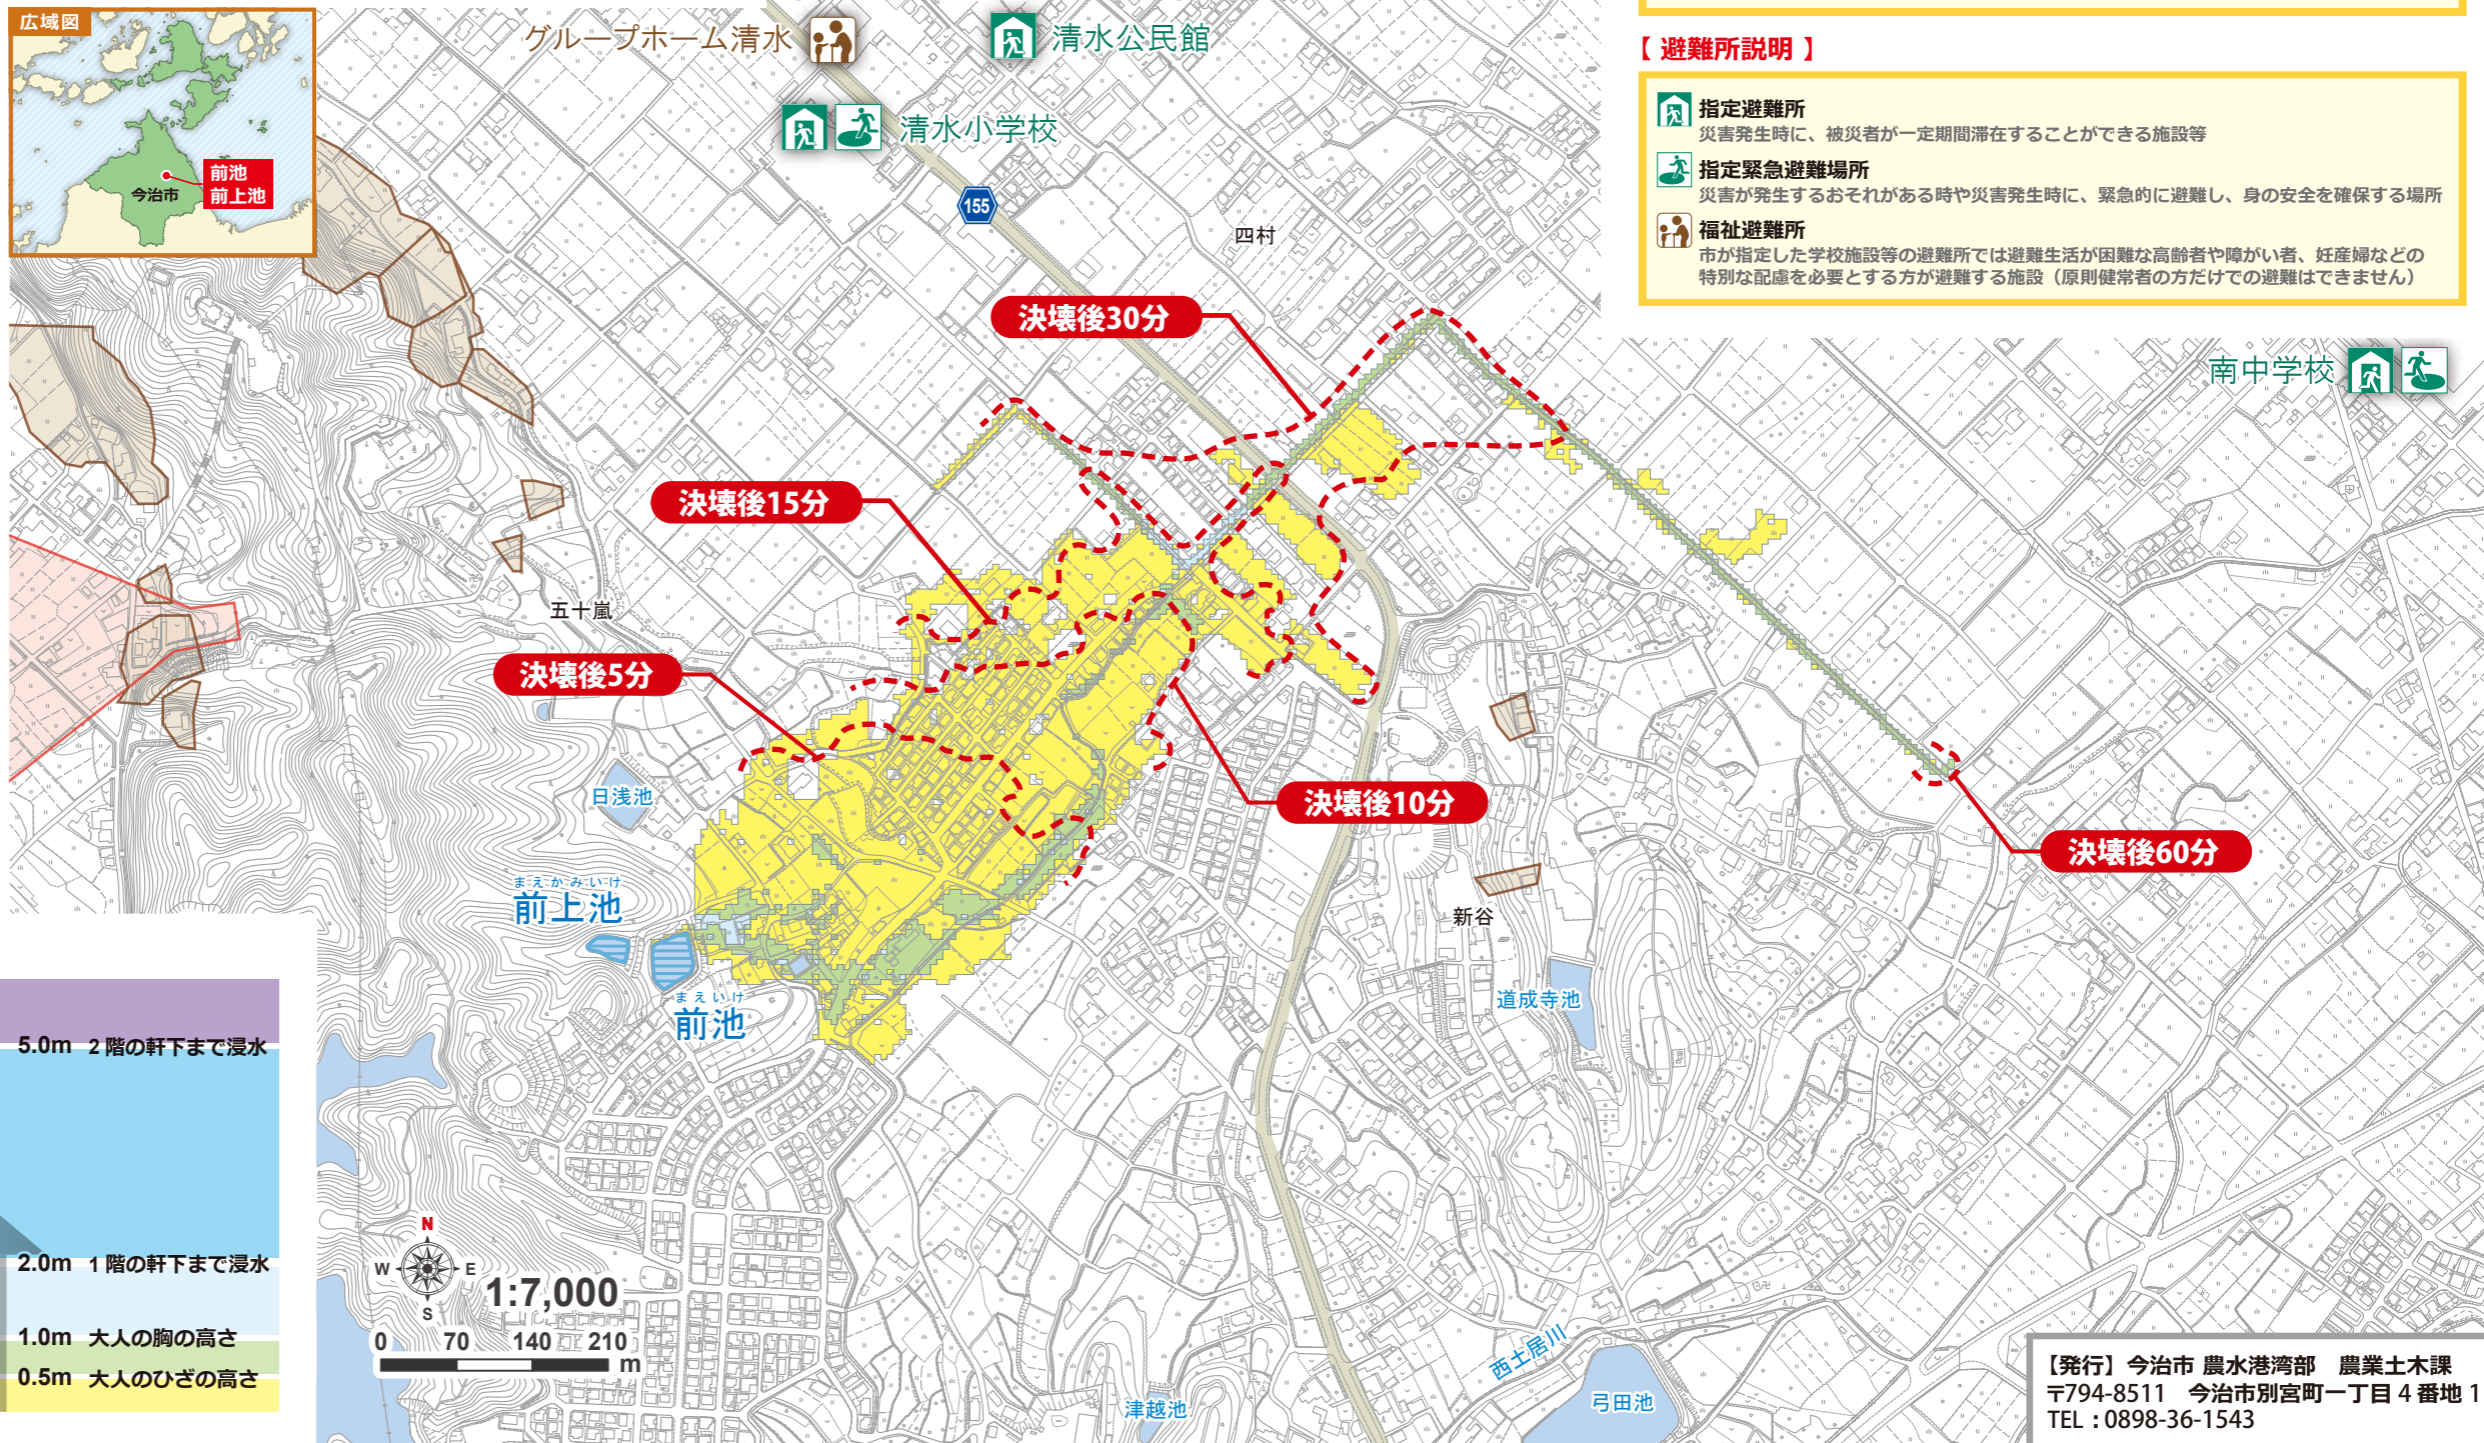 広域図
今治市
前池
前上池
グループホーム清水
清水公民館
清水小学校
155
四村
【 避難所説明 】
指定避難所
災害発生時に、被災者が一定期間滞在することができる施設等
指定緊急避難場所
災害が発生するおそれがある時や災害発生時に、緊急的に避難し、身の安全を確保する場所
福祉避難所
市が指定した学校施設等の避難所では避難生活が困難な高齢者や障がい者、妊産婦などの
特別な配慮を必要とする方が避難する施設（原則健常者の方だけでの避難はできません）
南中学校
決壊後30分
決壊後15分
五十嵐
決壊後5分
決壊後10分
決壊後60分
日浅池
まえかみいけ
前上池
まえいけ
前池
新谷
道成寺池
5.0m 2 階の軒下まで浸水
2.0m 1 階の軒下まで浸水
1.0m 大人の胸の高さ
0.5m 大人のひざの高さ
N
W E
S
1:7,000
0 70 140 210
m
西土居川
津越池
弓田池
【発行】今治市 農水港湾部 農業土木課
〒794-8511 今治市別宮町一丁目 4 番地 1
TEL : 0898-36-1543